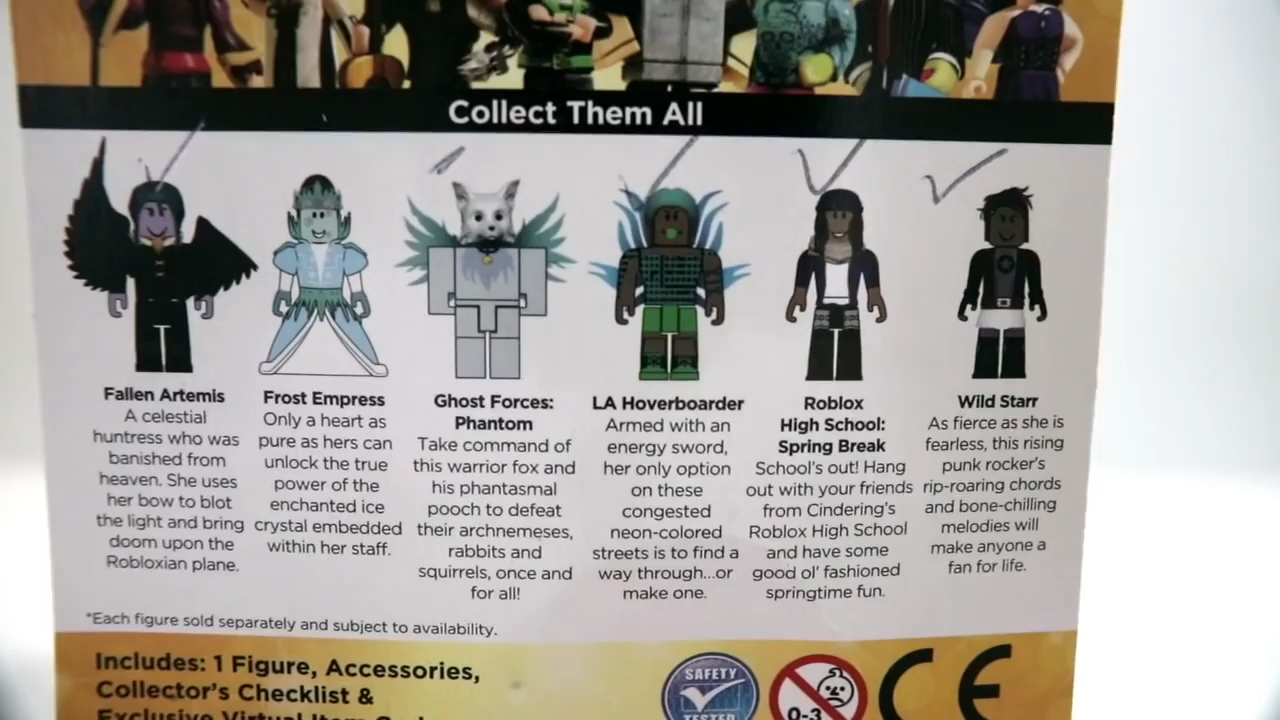 Collect Them All
Fallen Artemis
A celestial
huntress who was
banished from
heaven. She uses
her bow to blot
the light and bring
doom upon the
Robloxian plane.
Frost Empress
Only a heart as
pure as hers can
unlock the true
power of the
enchanted ice
crystal embedded
within her staff.
Ghost Forces:
Phantom
Take command of
this warrior fox and
his phantasmal
pooch to defeat
their archnemeses,
rabbits and
squirrels, once and
for all!
LA Hoverboarder
Armed with an
energy sword,
her only option
on these
congested
neon-colored
streets is to find a
way through...or
make one.
Roblox
High School:
Spring Break
School's out! Hang
out with your friends
from Cindering's
Roblox High School
and have some
good ol' fashioned
springtime fun.
Wild Starr
As fierce as she is
fearless, this rising
punk rocker's
rip-roaring chords
and bone-chilling
melodies will
make anyone a
fan for life.
*Each figure sold separately and subject to availability.
Includes: 1 Figure, Accessories,
Collector's Checklist &
Exclusive Virtual Item
SAFETY
TESTED
0-3
CE